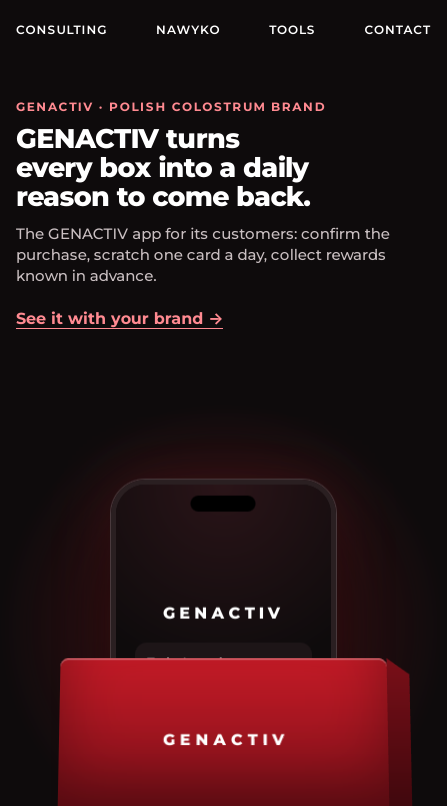 CONSULTING NAWYKO TOOLS CONTACT
GENACTIV · POLISH COLOSTRUM BRAND
GENACTIV turns
every box into a daily
reason to come back.
The GENACTIV app for its customers: confirm the
purchase, scratch one card a day, collect rewards
known in advance.
See it with your brand →
GENACTIV
GENACTIV